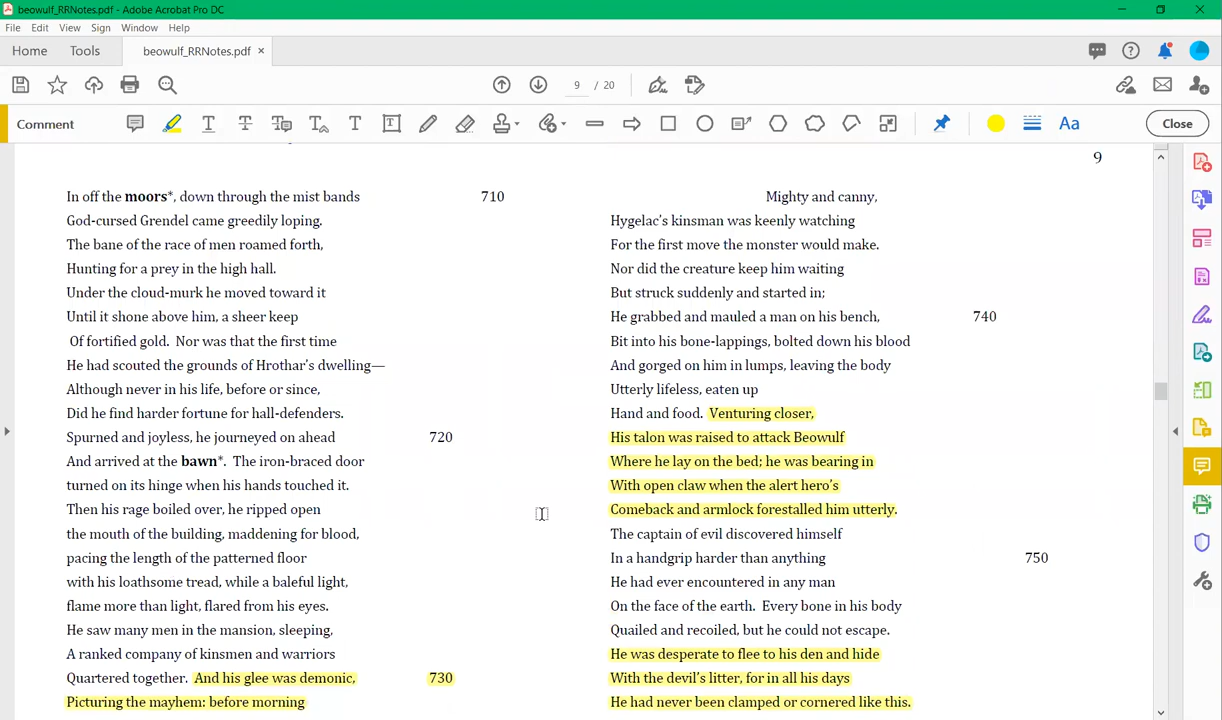 beowulf_RRNotes.pdf - Adobe Acrobat Pro DC
File Edit View Sign Window Help
Home Tools beowulf_RRNotes.pdf ×
9 / 20
Comment
Close
9
In off the moors*, down through the mist bands 710
God-cursed Grendel came greedily loping.
The bane of the race of men roamed forth,
Hunting for a prey in the high hall.
Under the cloud-murk he moved toward it
Until it shone above him, a sheer keep
Of fortified gold. Nor was that the first time
He had scouted the grounds of Hrothar's dwelling—
Although never in his life, before or since,
Did he find harder fortune for hall-defenders.
Spurned and joyless, he journeyed on ahead 720
And arrived at the bawn*. The iron-braced door
turned on its hinge when his hands touched it.
Then his rage boiled over, he ripped open
the mouth of the building, maddening for blood,
pacing the length of the patterned floor
with his loathsome tread, while a baleful light,
flame more than light, flared from his eyes.
He saw many men in the mansion, sleeping,
A ranked company of kinsmen and warriors
Quartered together. And his glee was demonic, 730
Picturing the mayhem: before morning
Mighty and canny,
Hygelac's kinsman was keenly watching
For the first move the monster would make.
Nor did the creature keep him waiting
But struck suddenly and started in;
He grabbed and mauled a man on his bench, 740
Bit into his bone-lappings, bolted down his blood
And gorged on him in lumps, leaving the body
Utterly lifeless, eaten up
Hand and food. Venturing closer,
His talon was raised to attack Beowulf
Where he lay on the bed; he was bearing in
With open claw when the alert hero's
Comeback and armlock forestalled him utterly.
The captain of evil discovered himself
In a handgrip harder than anything 750
He had ever encountered in any man
On the face of the earth. Every bone in his body
Quailed and recoiled, but he could not escape.
He was desperate to flee to his den and hide
With the devil's litter, for in all his days
He had never been clamped or cornered like this.